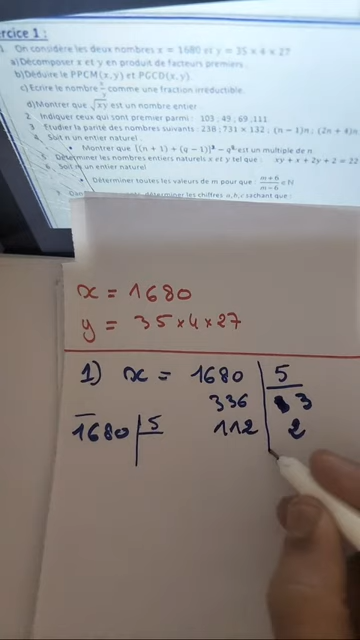 ercice 1 :
On considère les deux nombres x = 1680 et y = 35 × 4 × 27
a) Décomposer x et y en produit de facteurs premiers
b) Déduire le PPCM(x, y) et PGCD(x, y).
c) Ecrire le nombre comme une fraction irréductible.
d) Montrer que √xy est un nombre entier
2. Indiquer ceux qui sont premier parmi : 103 ; 49 ; 69 ; 111
3. Etudier la parité des nombres suivants : 238 ; 731 × 132 ; (n − 1)n ; (2n + 4)
4. Soit n un entier naturel
• Montrer que est un multiple de n
5. Déterminer les nombres entiers naturels x et y tel que : xy + x + 2y + 2 = 22
6. Soit m un entier naturel
• Déterminer toutes les valeurs de m pour que : m+6 ∈ N
déterminer les chiffres a, b, c sachant que :
x = 1680
y = 35 × 4 × 27
1) x = 1680 | 5
336 | 3
112 | 2
1680 | 5